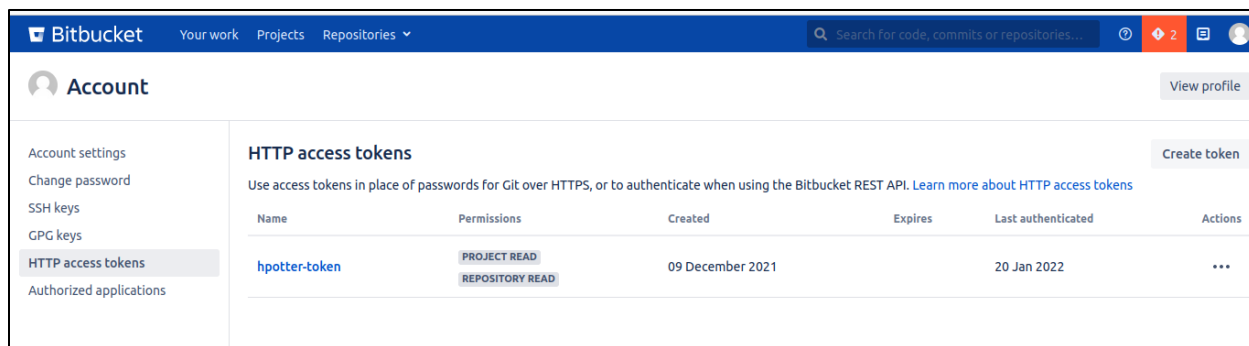 Bitbucket Your work Projects Repositories Search for code, commits or repositories... 2
Account View profile
Account settings
Change password
SSH keys
GPG keys
HTTP access tokens
Authorized applications
HTTP access tokens Create token
Use access tokens in place of passwords for Git over HTTPS, or to authenticate when using the Bitbucket REST API. Learn more about HTTP access tokens
Name Permissions Created Expires Last authenticated Actions
hpotter-token PROJECT READ REPOSITORY READ 09 December 2021 20 Jan 2022